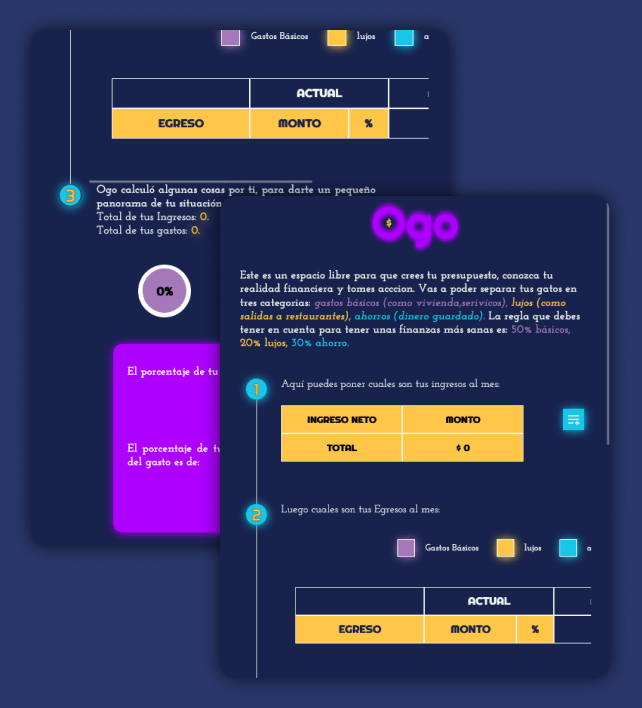 Gastos Básicos lujos a
ACTUAL
EGRESO MONTO %
3
Ogo calculó algunas cosas por ti, para darte un pequeño
panorama de tu situación
Total de tus Ingresos: 0.
Total de tus gastos: 0.
0%
El porcentaje de tu
El porcentaje de tu
del gasto es de:
$
Ogo
Este es un espacio libre para que crees tu presupuesto, conozca tu
realidad financiera y tomes acccion. Vas a poder separar tus gatos en
tres categorias: gastos básicos (como vivienda,serivicos), lujos (como
salidas a restaurantes), ahorros (dinero guardado). La regla que debes
tener en cuenta para tener unas finanzas más sanas es: 50% básicos,
20% lujos, 30% ahorro.
1
Aquí puedes poner cuales son tus ingresos al mes:
INGRESO NETO MONTO
TOTAL $ 0
2
Luego cuales son tus Egresos al mes:
Gastos Básicos lujos a
ACTUAL
EGRESO MONTO %